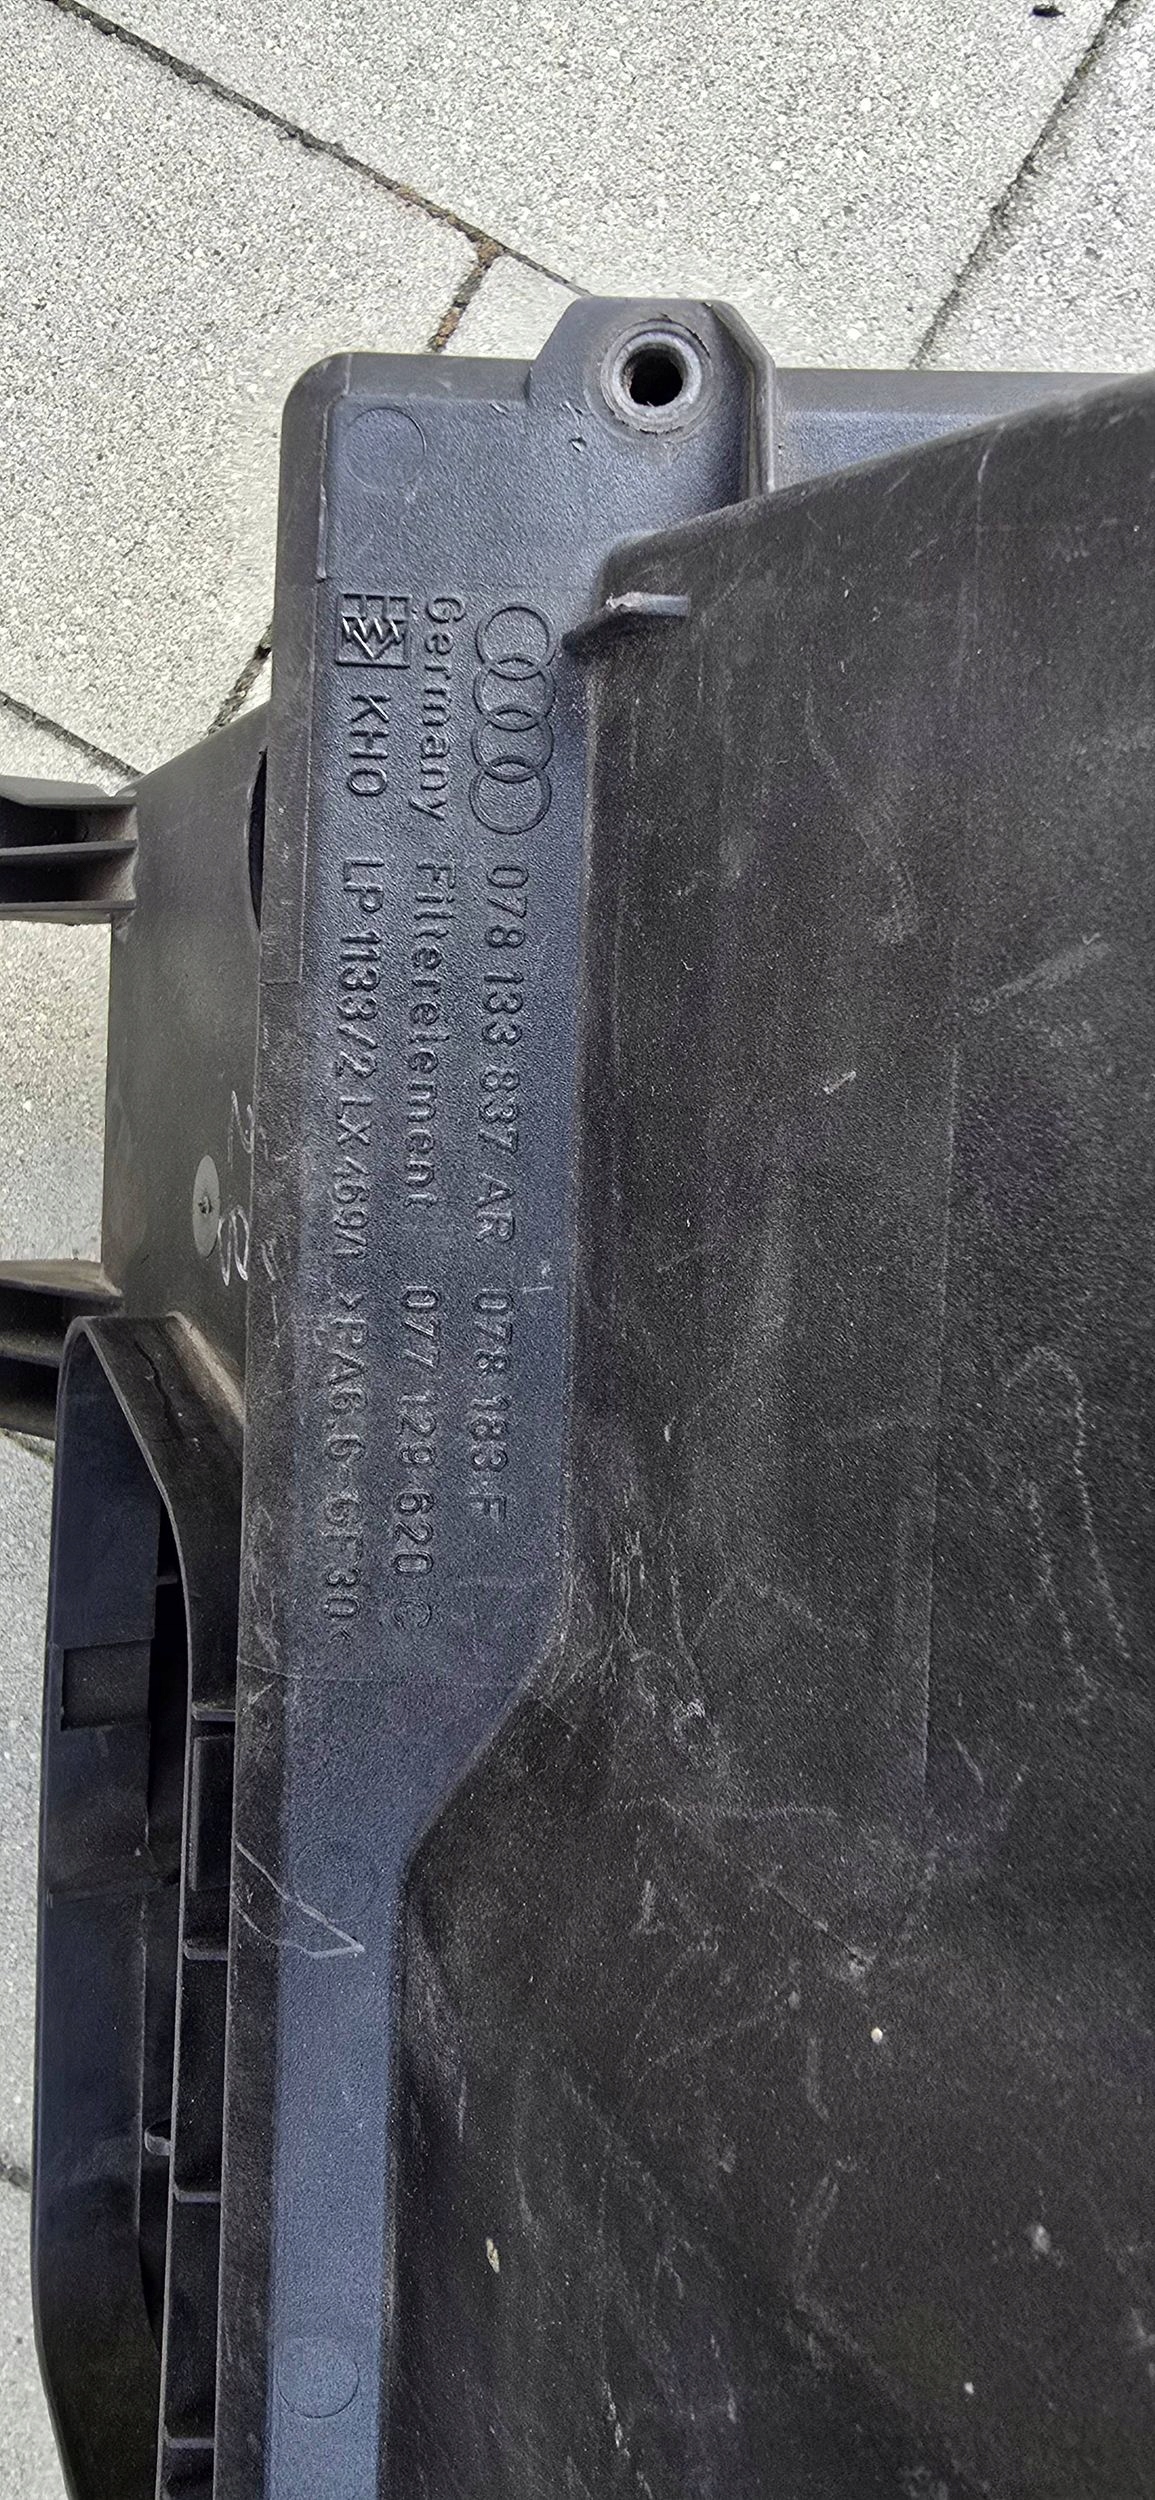 078 133 837 AR 078 133 F
Germany Filterelement 077 129 620 C
KHO LP 1133/2 LX 469/1 >PA6.6-GF30<